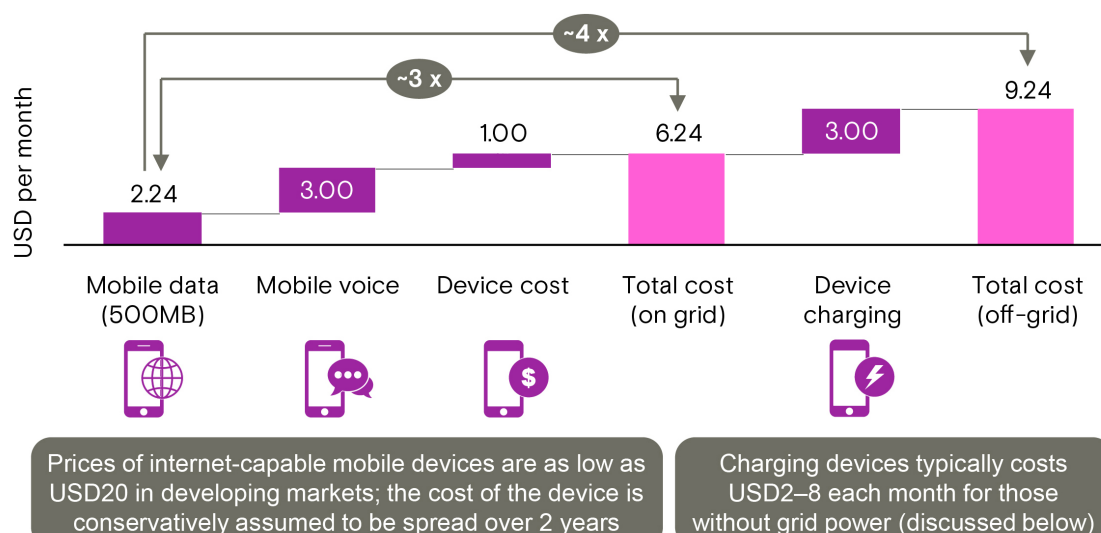 ~4 x
~3 x
USD per month
2.24
3.00
1.00
6.24
3.00
9.24
Mobile data
(500MB)
Mobile voice
Device cost
Total cost
(on grid)
Device
charging
Total cost
(off-grid)
$
Prices of internet-capable mobile devices are as low as
USD20 in developing markets; the cost of the device is
conservatively assumed to be spread over 2 years
Charging devices typically costs
USD2–8 each month for those
without grid power (discussed below)